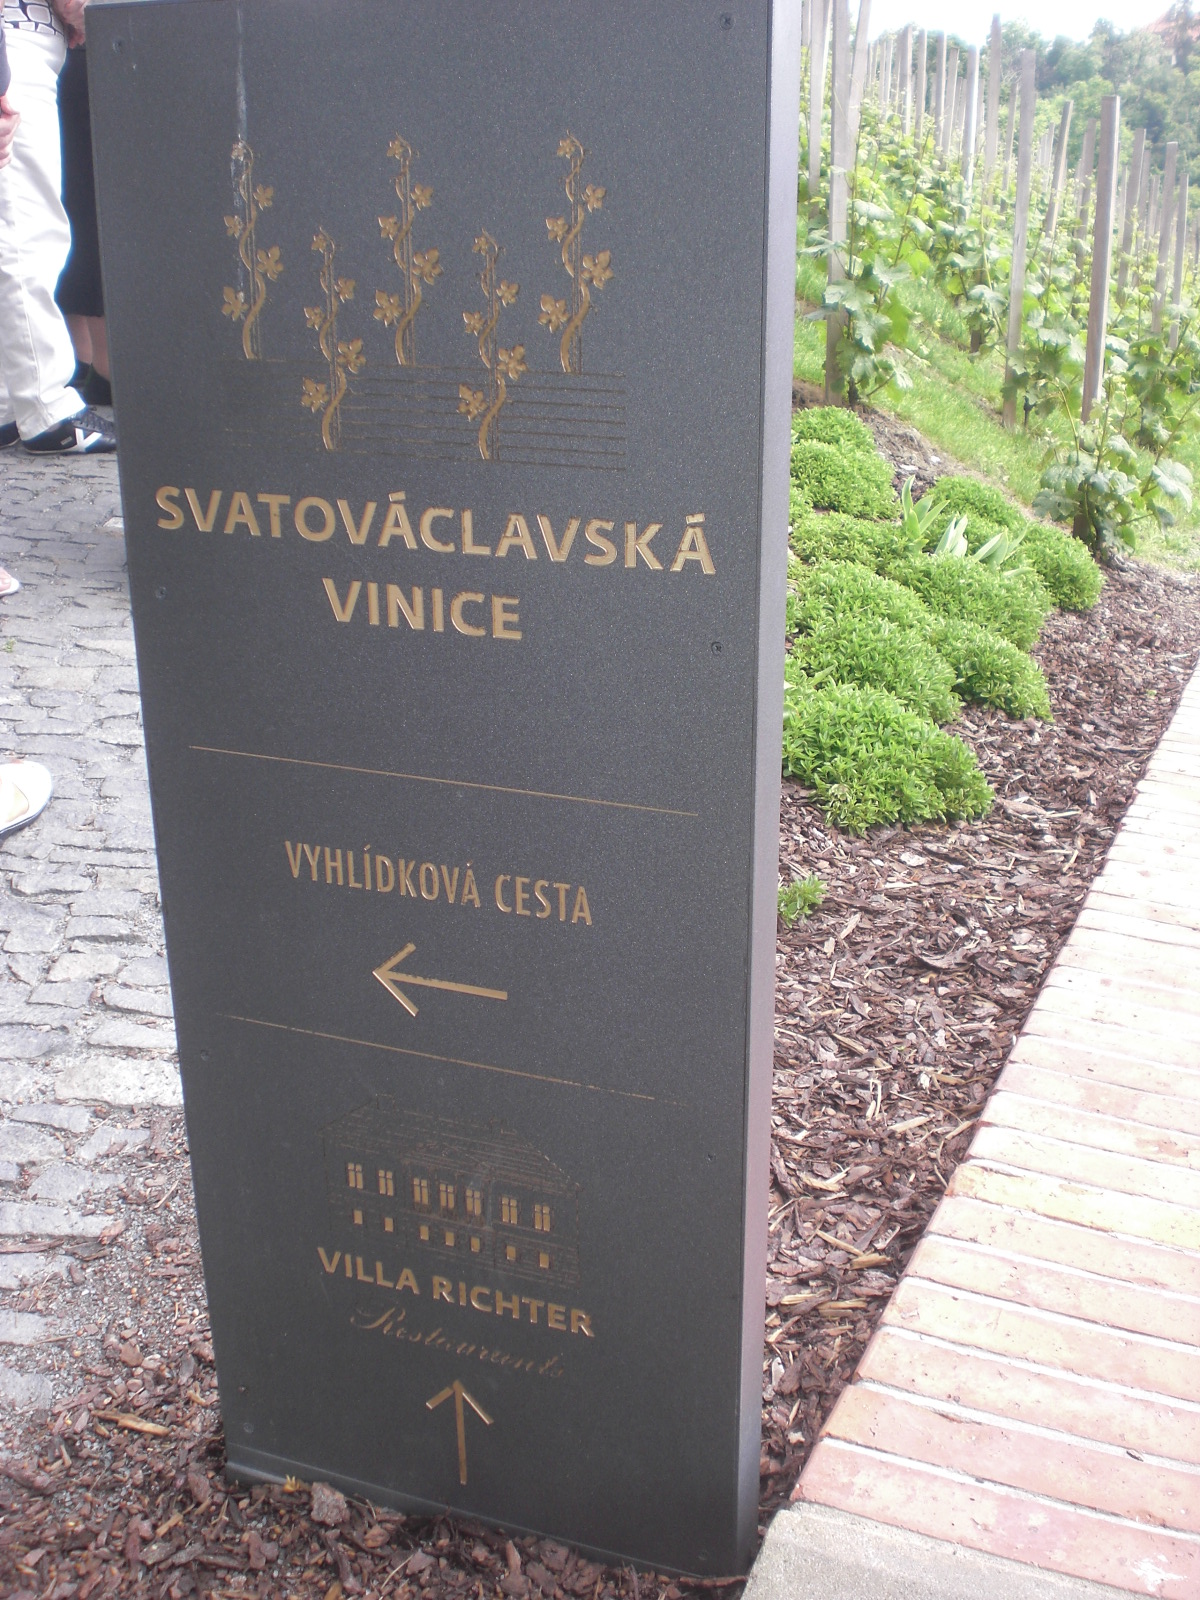 SVATOVÁCLAVSKÁ
VINICE
VYHLÍDKOVÁ CESTA
VILLA RICHTER
Restaurants